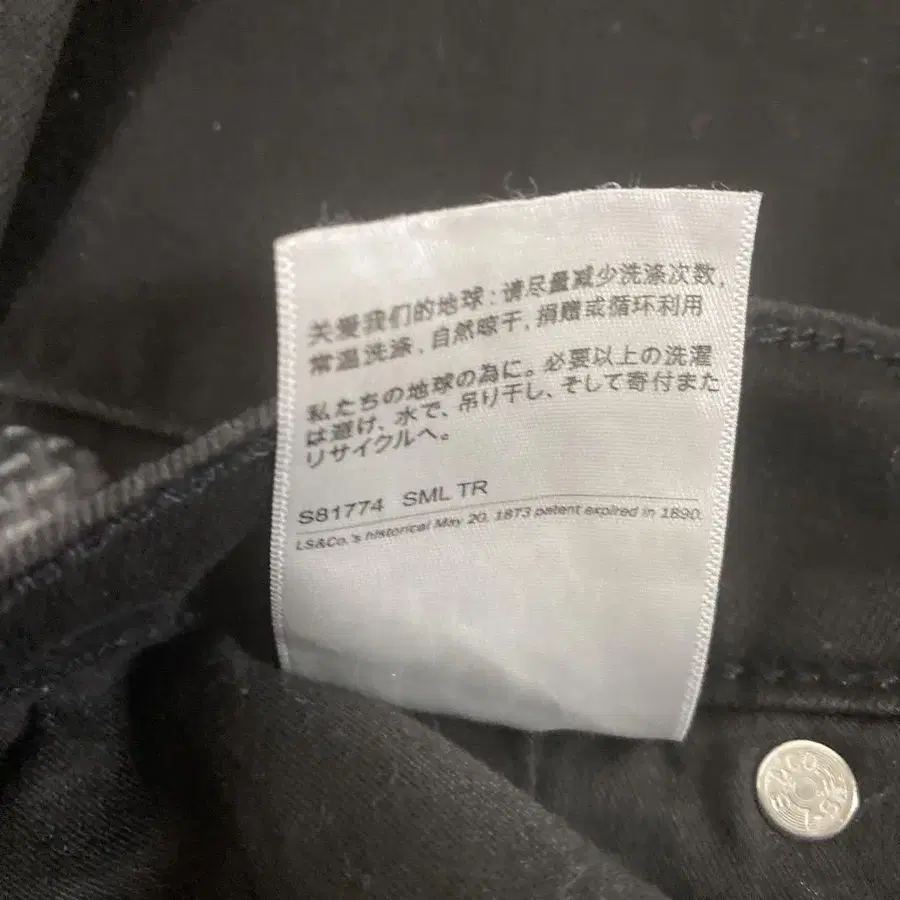 关爱我们的地球：请尽量减少洗涤次数，
常温洗涤、自然晾干、捐赠或循环利用
私たちの地球の為に。必要以上の洗濯
は避け、水で、吊り干し、そして寄付また
リサイクルへ。
S81774 SML TR
LS&Co.'s historical May 20, 1873 patent expired in 1890.